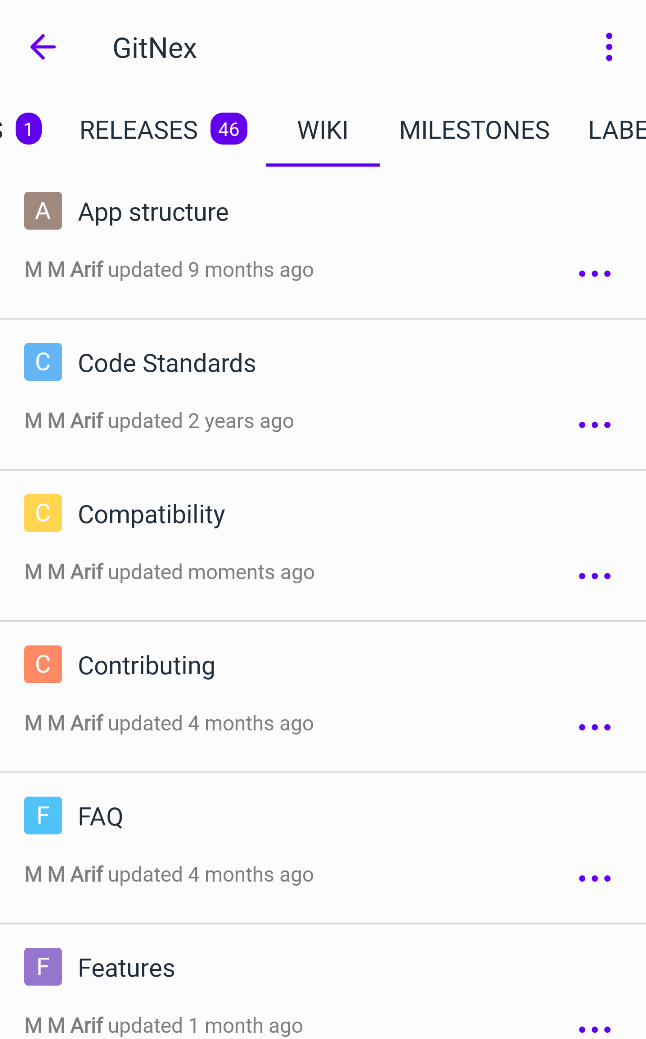 GitNex
S 1 RELEASES 46 WIKI MILESTONES LABE
A App structure
M M Arif updated 9 months ago
C Code Standards
M M Arif updated 2 years ago
C Compatibility
M M Arif updated moments ago
C Contributing
M M Arif updated 4 months ago
F FAQ
M M Arif updated 4 months ago
F Features
M M Arif updated 1 month ago